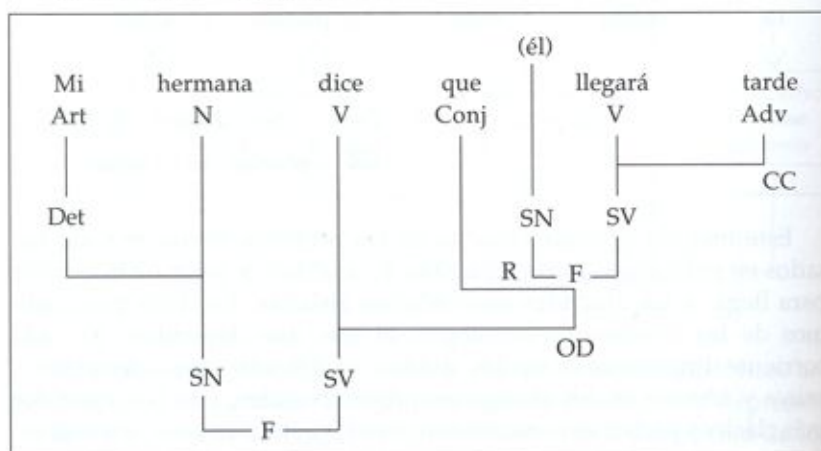 (él)
Mi hermana dice que llegará tarde
Art N V Conj V Adv
CC
Det SN SV
R F
OD
SN SV
F